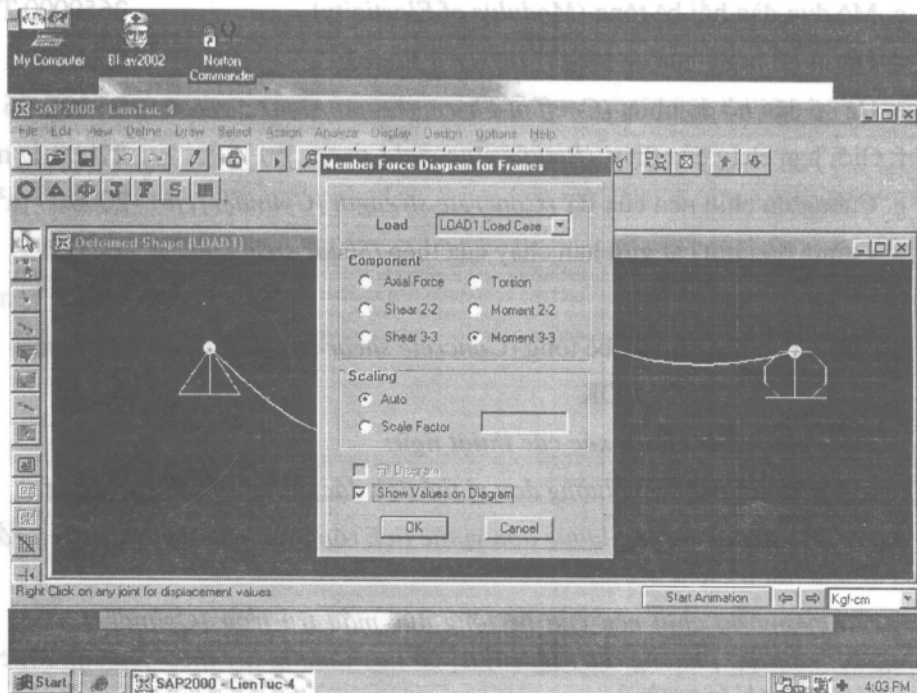 My Computer
BKav2002
Norton Commander
SAP2000 - LienTuc-4
File Edit View Define Draw Select Assign Analyze Display Design Options Help
Member Force Diagram for Frames
Load LOAD1 Load Case
Deformed Shape (LOAD1)
Component
Axial Force Torsion
Shear 2-2 Moment 2-2
Shear 3-3 Moment 3-3
Scaling
Auto
Scale Factor
Fill Diagram
Show Values on Diagram
OK Cancel
all
Right Click on any joint for displacement values
Start Animation
Kgf-cm
Start
SAP2000 - LienTuc-4
4:03 PM